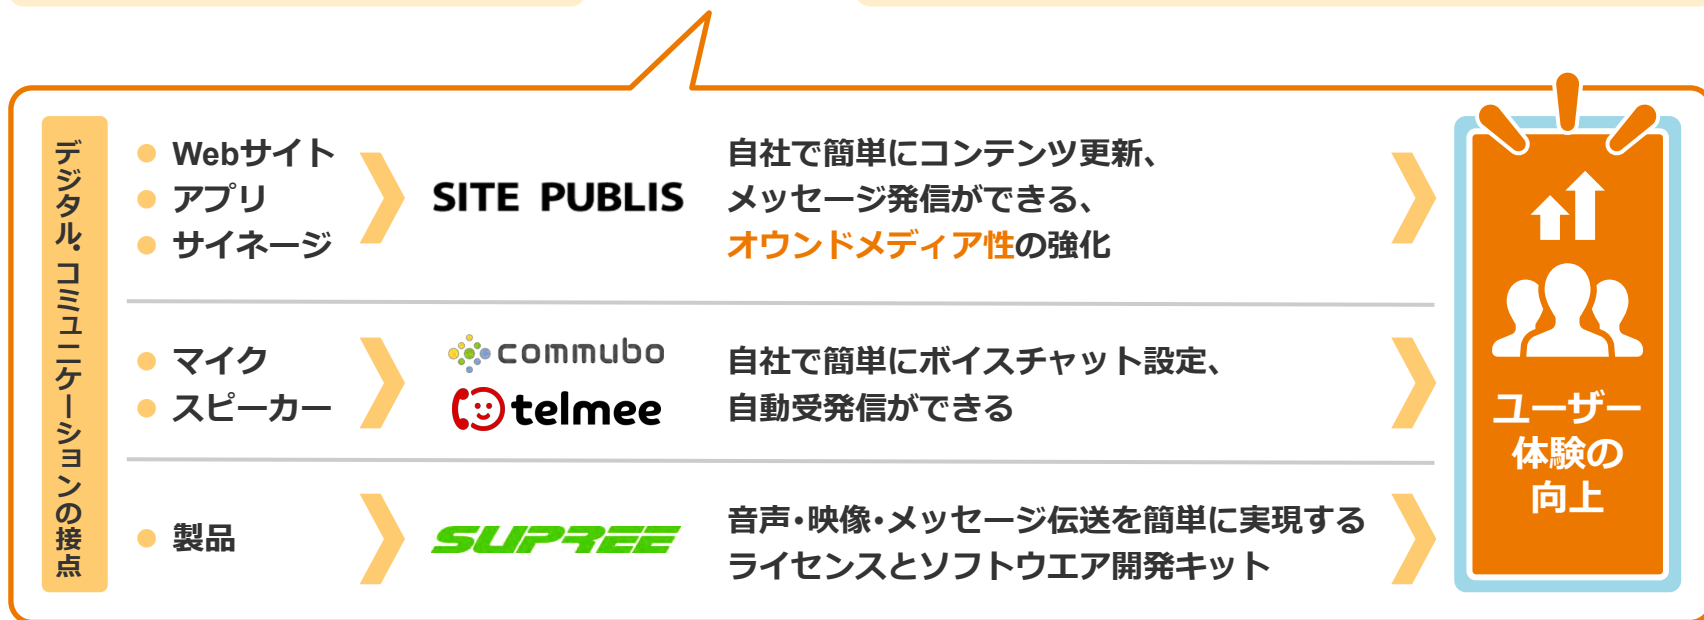 デジタル・コミュニケーションの接点
Webサイト
アプリ
サイネージ
SITE PUBLIS
自社で簡単にコンテンツ更新、
メッセージ発信ができる、
オウンドメディア性の強化
マイク
スピーカー
commubo
telmee
自社で簡単にボイスチャット設定、
自動受発信ができる
製品
SUPREE
音声・映像・メッセージ伝送を簡単に実現する
ライセンスとソフトウエア開発キット
ユーザー
体験の
向上